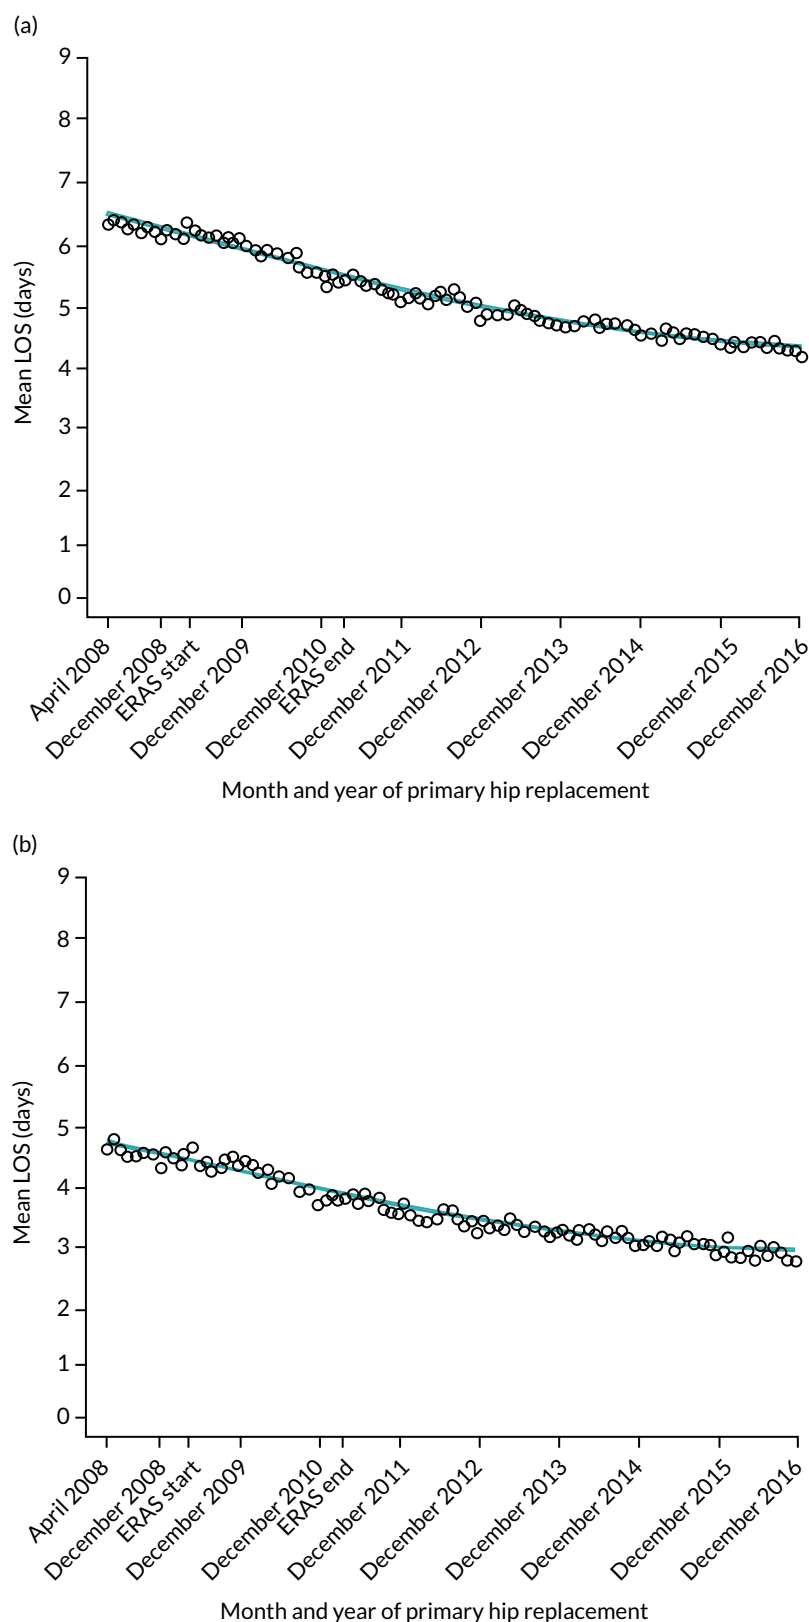 (a)
9
8
7
6
5
4
3
2
1
0
Mean LOS (days)
April 2008
December 2008
ERAS start
December 2009
December 2010
ERAS end
December 2011
December 2012
December 2013
December 2014
December 2015
December 2016
Month and year of primary hip replacement
(b)
9
8
7
6
5
4
3
2
1
0
Mean LOS (days)
April 2008
December 2008
ERAS start
December 2009
December 2010
ERAS end
December 2011
December 2012
December 2013
December 2014
December 2015
December 2016
Month and year of primary hip replacement